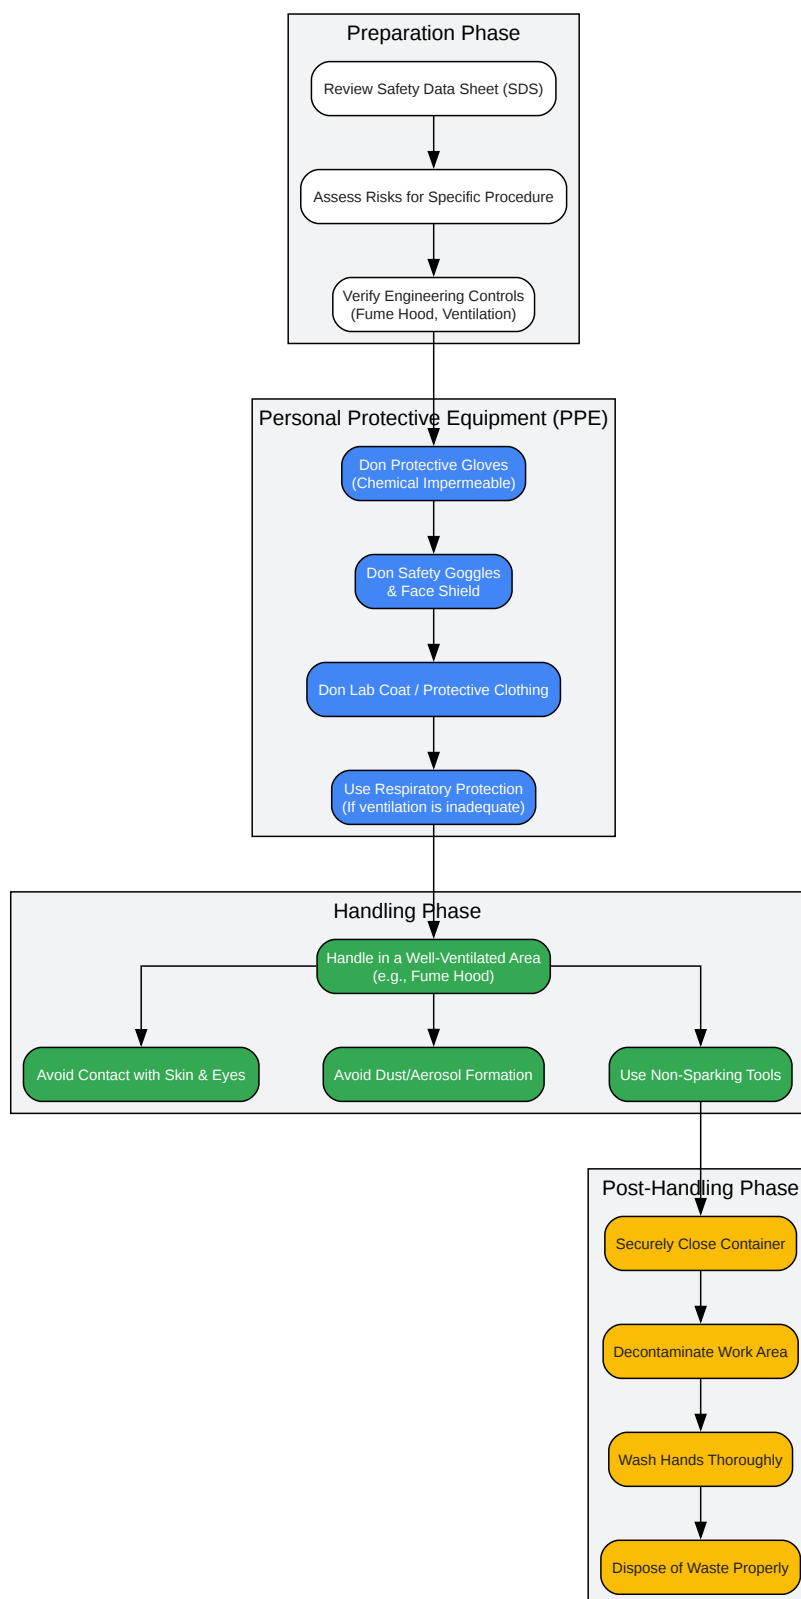 Preparation Phase
Review Safety Data Sheet (SDS)
Assess Risks for Specific Procedure
Verify Engineering Controls
(Fume Hood, Ventilation)
Personal Protective Equipment (PPE)
Don Protective Gloves
(Chemical Impermeable)
Don Safety Goggles
& Face Shield
Don Lab Coat / Protective Clothing
Use Respiratory Protection
(If ventilation is inadequate)
Handling Phase
Handle in a Well-Ventilated Area
(e.g., Fume Hood)
Avoid Contact with Skin & Eyes
Avoid Dust/Aerosol Formation
Use Non-Sparking Tools
Post-Handling Phase
Securely Close Container
Decontaminate Work Area
Wash Hands Thoroughly
Dispose of Waste Properly